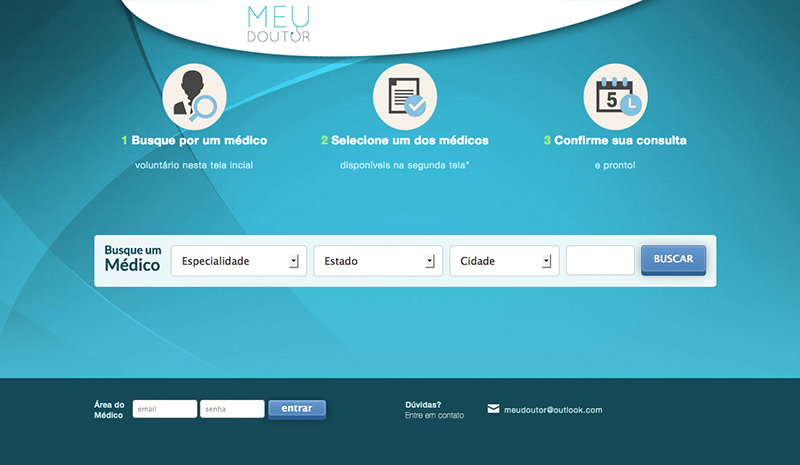 MEU
DOUTOR
1 Busque por um médico
voluntário nesta tela incial
2 Selecione um dos médicos
disponíveis na segunda tela*
5
3 Confirme sua consulta
e pronto!
Busque um
Médico
Especialidade
Estado
Cidade
BUSCAR
Área do
Médico
email
senha
entrar
Dúvidas?
Entre em contato
meudoutor@outlook.com